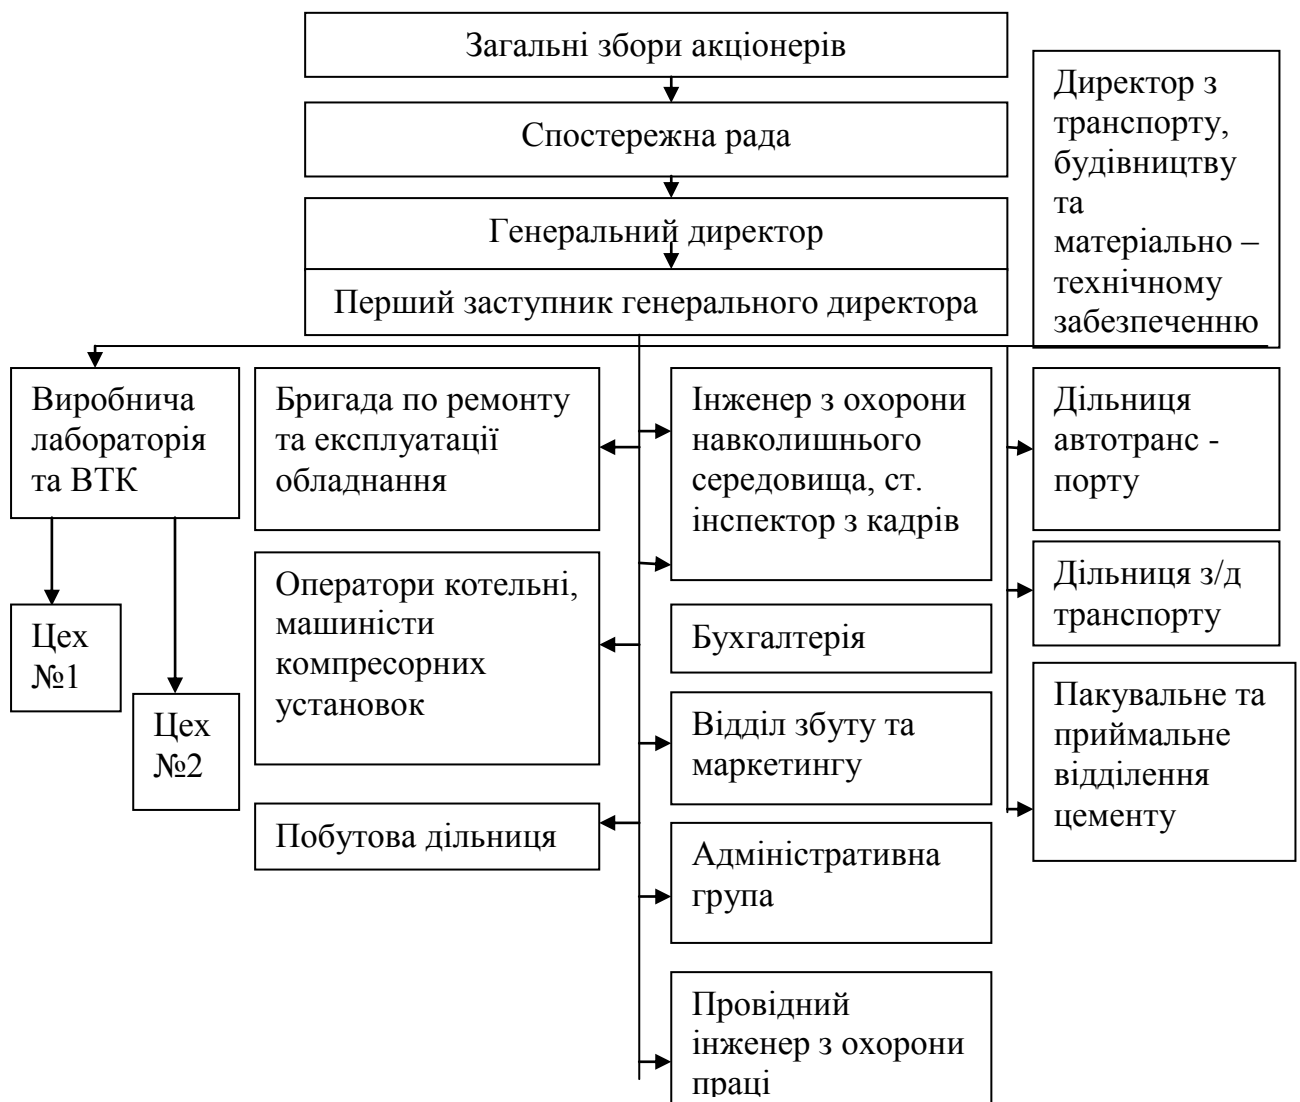 Загальні збори акціонерів
Спостережна рада
Генеральний директор
Перший заступник генерального директора
Директор з
транспорту,
будівництву
та
матеріально –
технічному
забезпеченню
Виробнича
лабораторія
та ВТК
Цех
№1
Цех
№2
Бригада по ремонту
та експлуатації
обладнання
Оператори котельні,
машиністи
компресорних
установок
Побутова дільниця
Інженер з охорони
навколишнього
середовища, ст.
інспектор з кадрів
Бухгалтерія
Відділ збуту та
маркетингу
Адміністративна
група
Провідний
інженер з охорони
праці
Дільниця
автотранс -
порту
Дільниця з/д
транспорту
Пакувальне та
приймальне
відділення
цементу